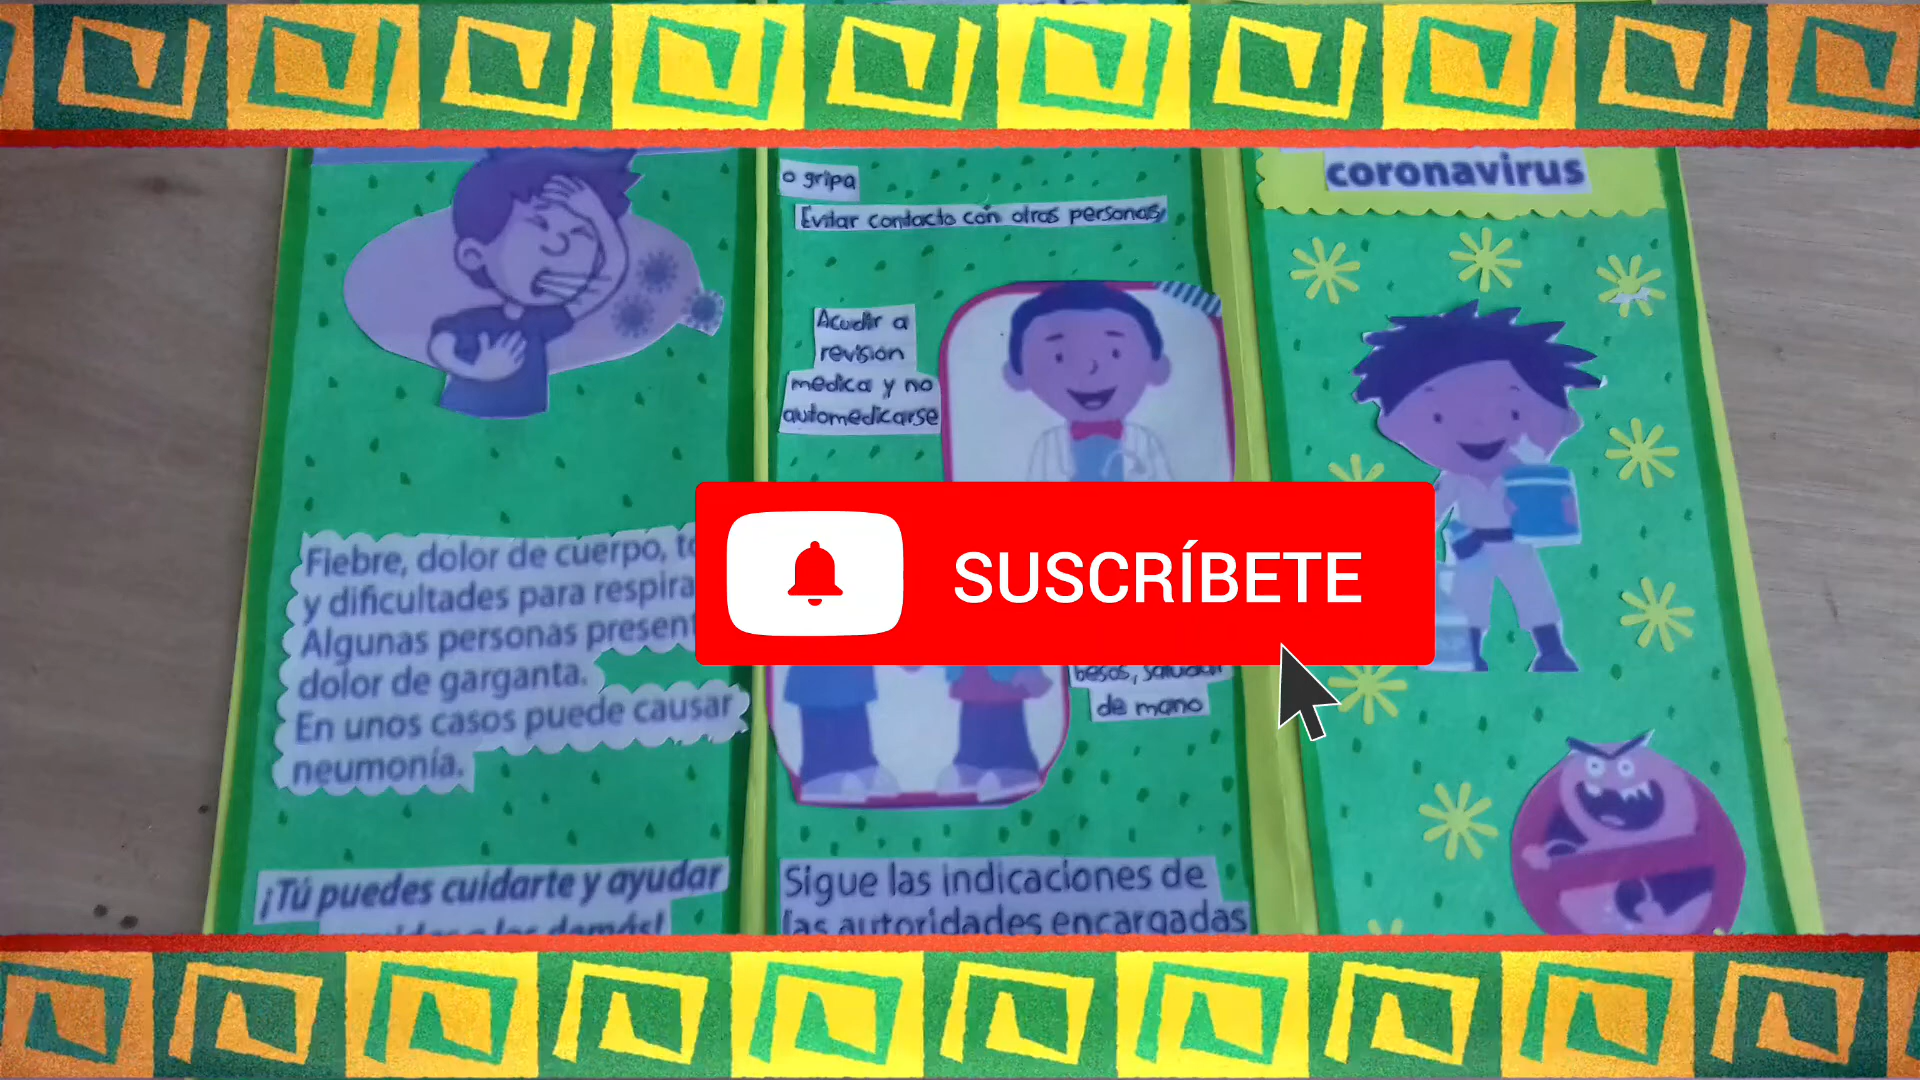 Fiebre, dolor de cuerpo,
y dificultades para
Algunas personas
dolor de garganta.
En unos casos puede causar
neumonía.
¡Tú puedes cuidarte y ayudar
o gripa
Evitar contacto con otras personas
Acudir a
revisión
medica y no
automedicarse
SUSCRÍBETE
besos, saludar
de mano
Sigue las indicaciones de
las autoridades encargadas
coronavirus